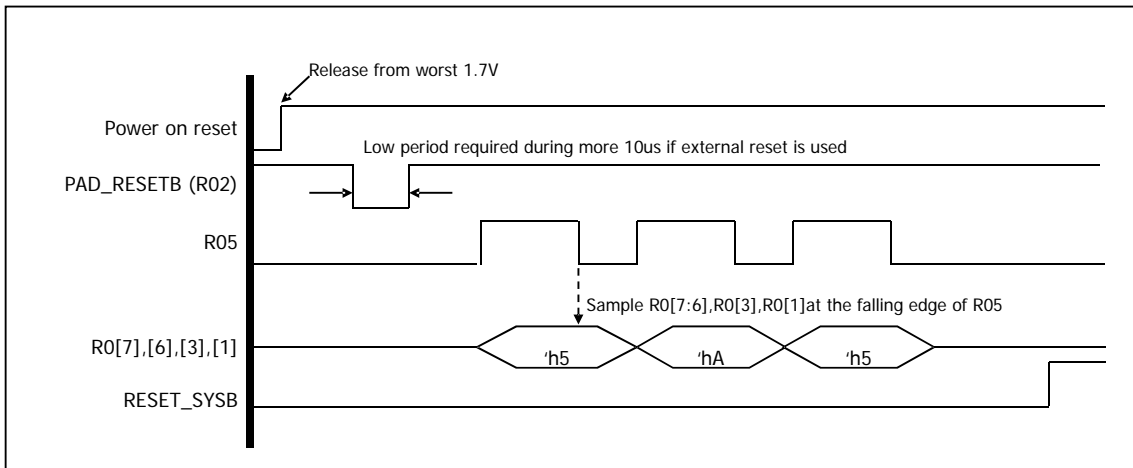 Release from worst 1.7V
Power on reset
Low period required during more 10us if external reset is used
PAD_RESETB (R02)
R05
Sample R0[7:6],R0[3],R0[1]at the falling edge of R05
R0[7],[6],[3],[1]
‘h5
‘hA
‘h5
RESET_SYSB